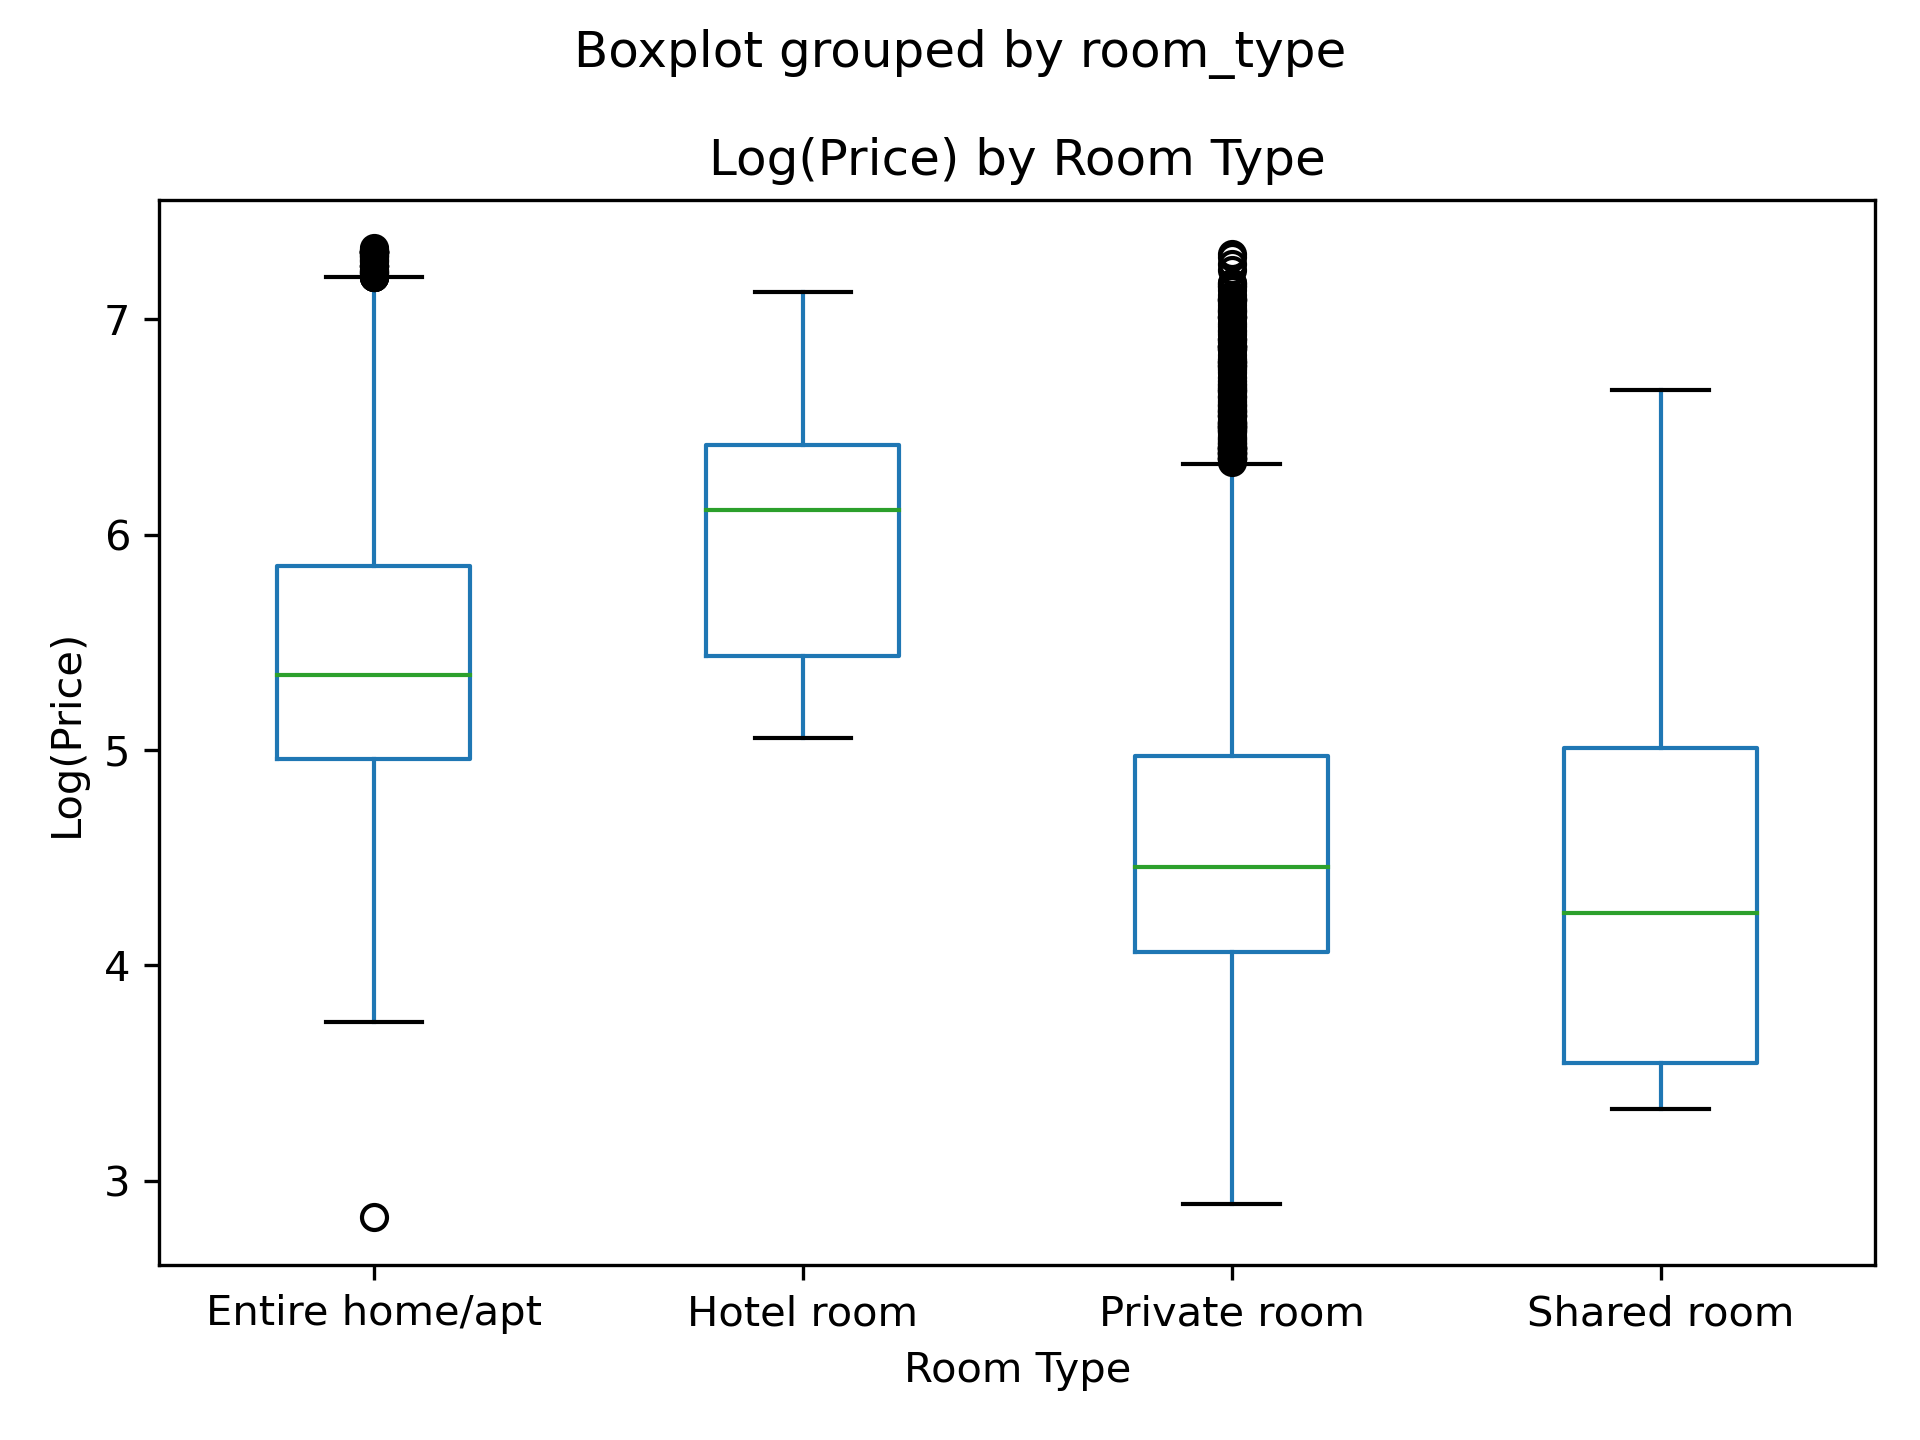 Boxplot grouped by room_type
Log(Price) by Room Type
Log(Price)
7
6
5
4
3
Entire home/apt
Hotel room
Private room
Shared room
Room Type